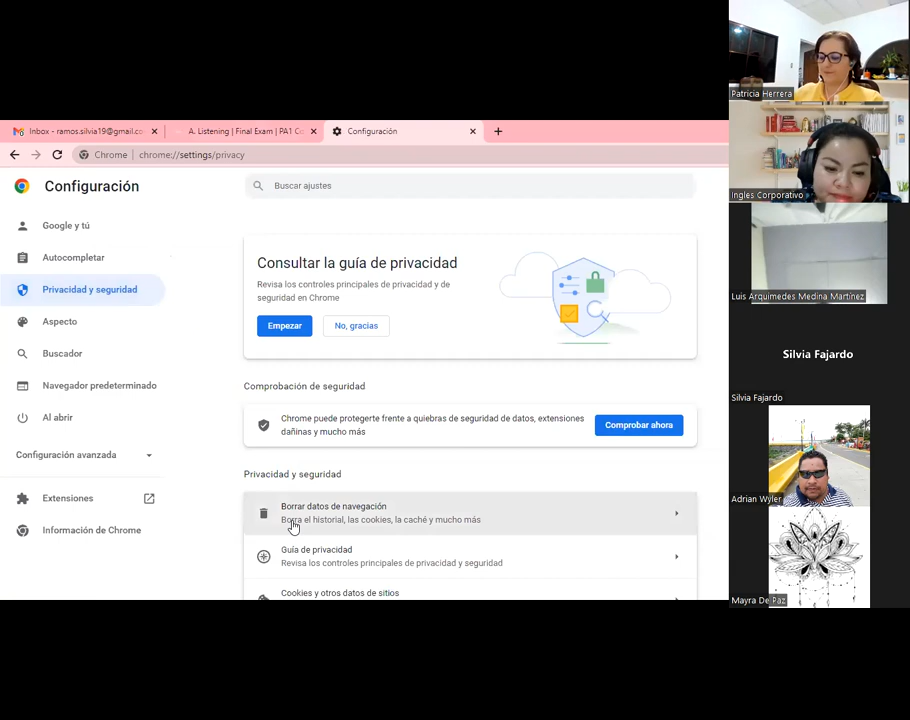 Inbox - ramos.silvia19@gmail.co
A. Listening | Final Exam | PA1 Co
Configuración
Chrome | chrome://settings/privacy
Configuración
Buscar ajustes
Google y tú
Autocompletar
Privacidad y seguridad
Aspecto
Buscador
Navegador predeterminado
Al abrir
Configuración avanzada
Extensiones
Información de Chrome
Consultar la guía de privacidad
Revisa los controles principales de privacidad y de
seguridad en Chrome
Empezar
No, gracias
Comprobación de seguridad
Chrome puede protegerte frente a quiebras de seguridad de datos, extensiones
dañinas y mucho más
Comprobar ahora
Privacidad y seguridad
Borrar datos de navegación
Borra el historial, las cookies, la caché y mucho más
Guía de privacidad
Revisa los controles principales de privacidad y seguridad
Cookies y otros datos de sitios
Patricia Herrera
Ingles Corporativo
Luis Arquimedes Medina Martínez
Silvia Fajardo
Silvia Fajardo
Adrian Wyler
Mayra De Paz